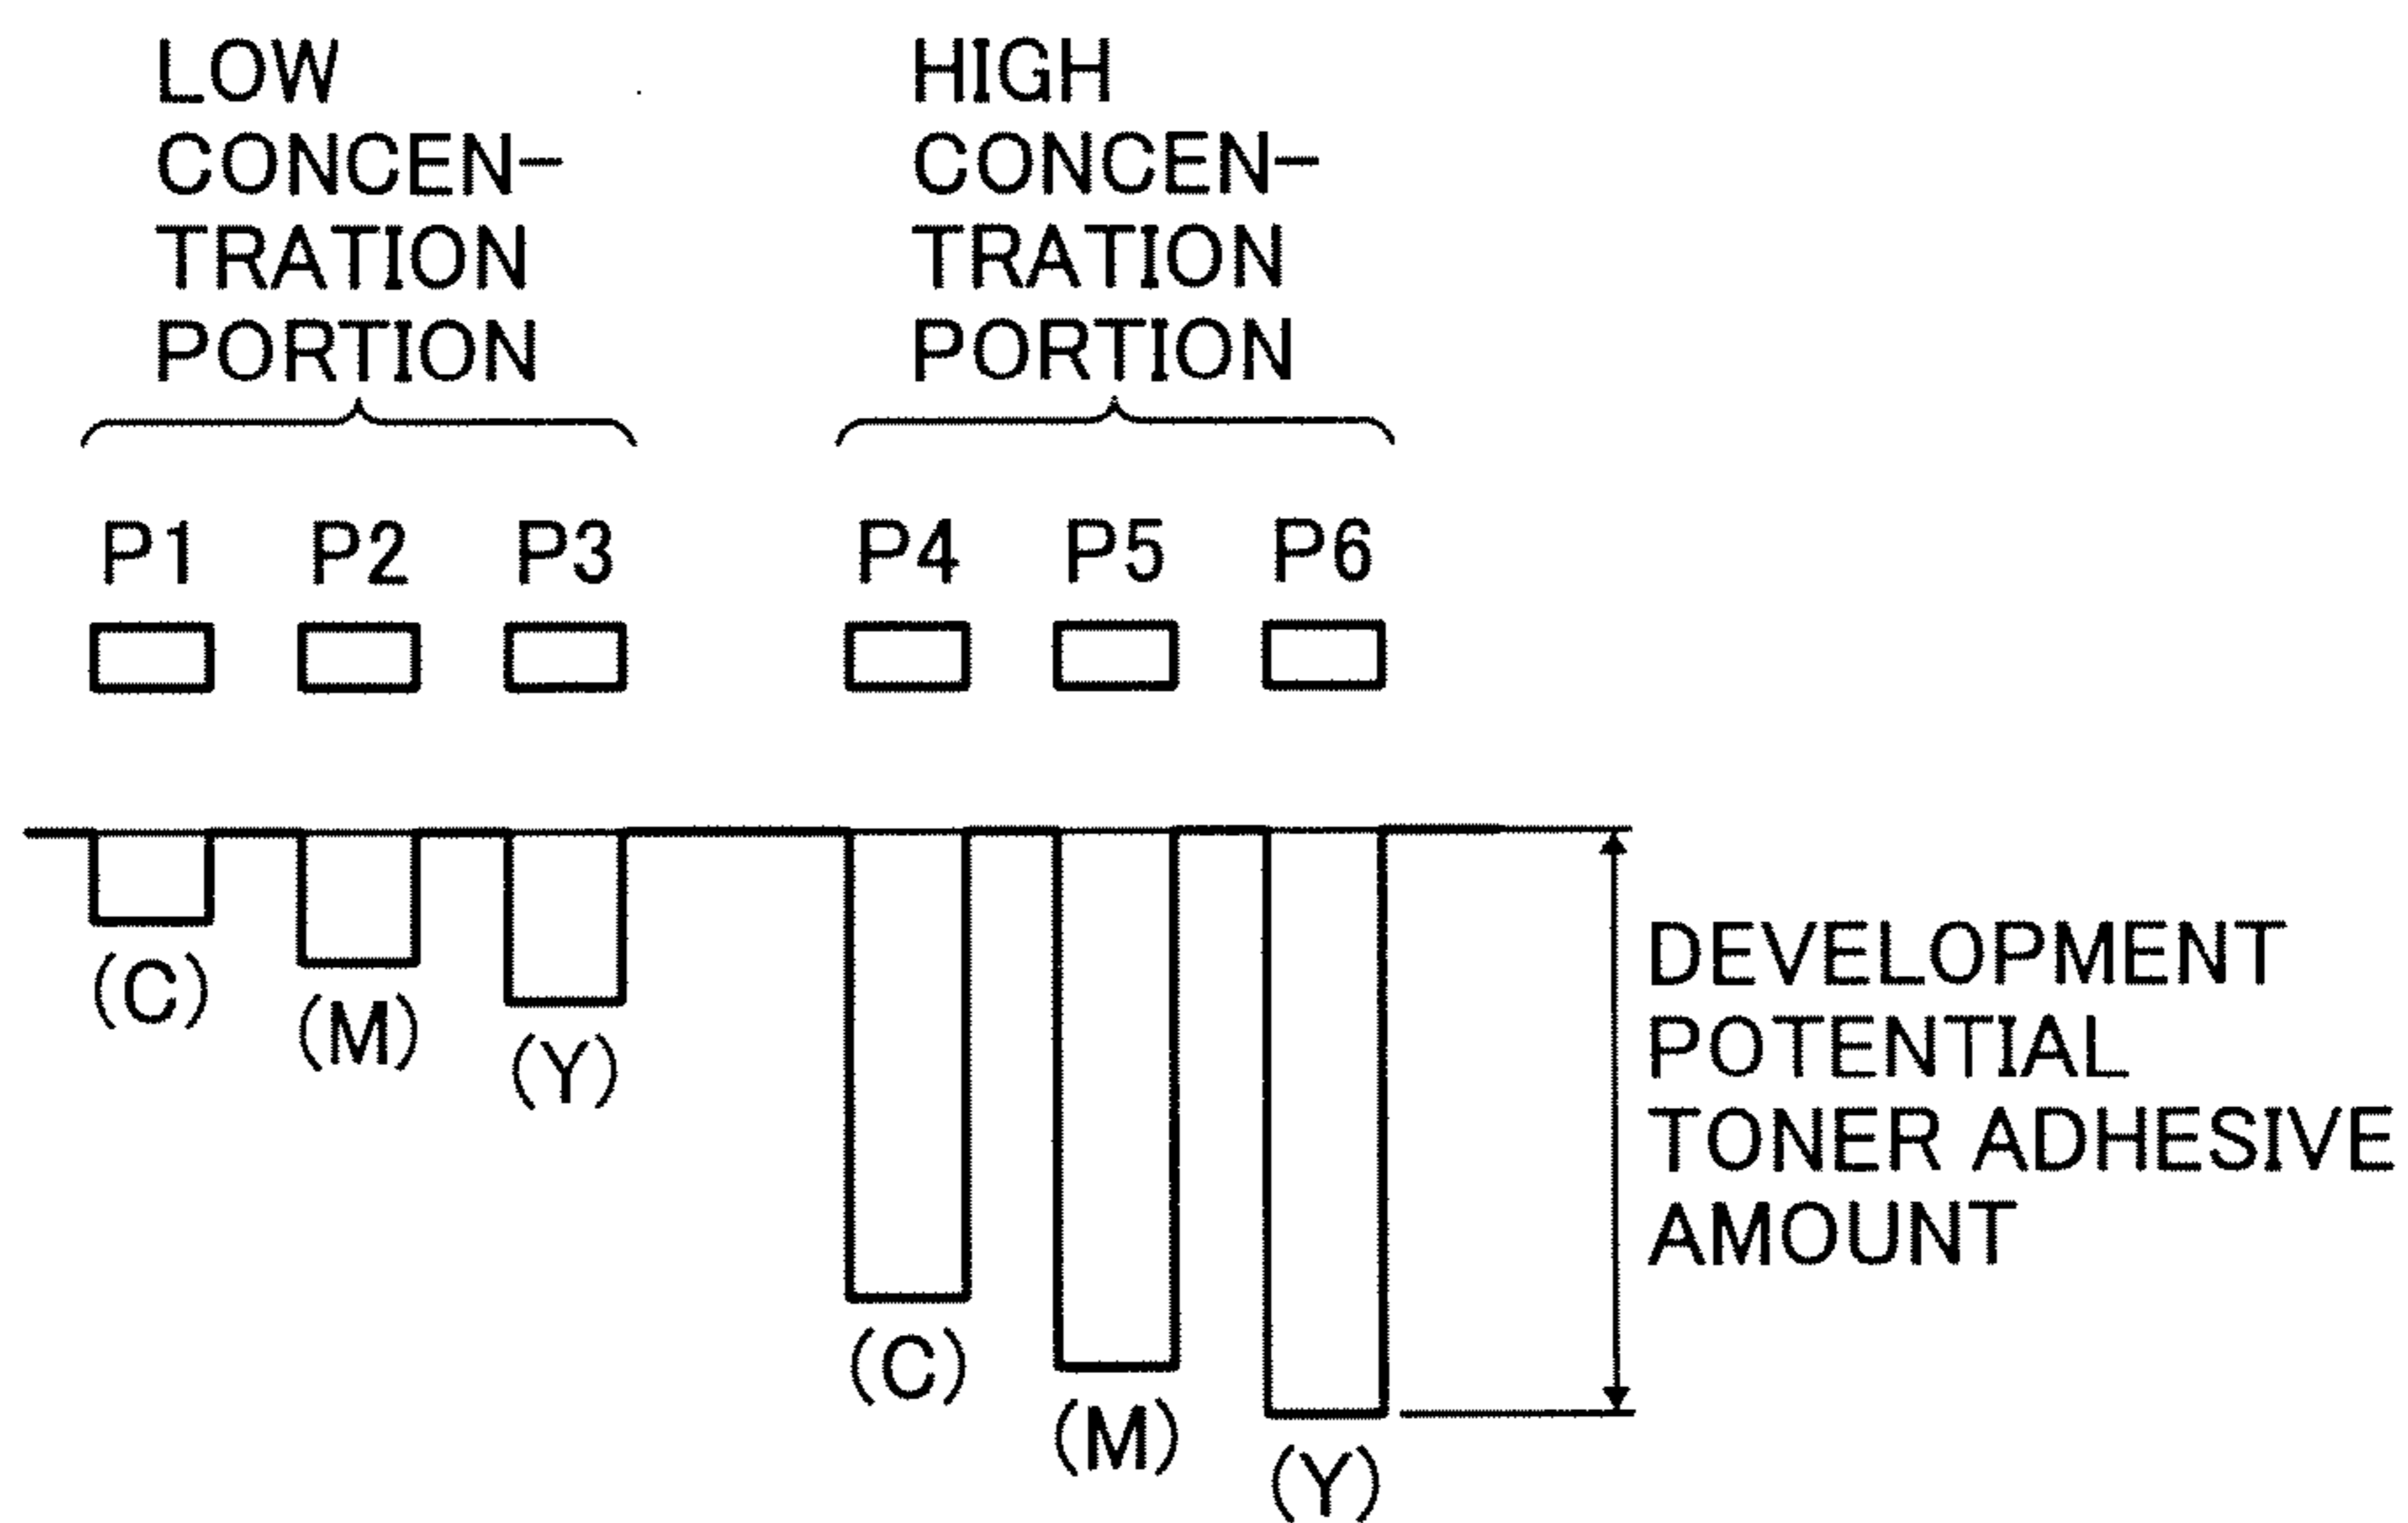 LOW
CONCEN-
TRATION
PORTION
HIGH
CONCEN-
TRATION
PORTION
P1 P2 P3 P4 P5 P6
(C)
(M)
(Y)
(C)
(M)
(Y)
DEVELOPMENT
POTENTIAL
TONER ADHESIVE
AMOUNT